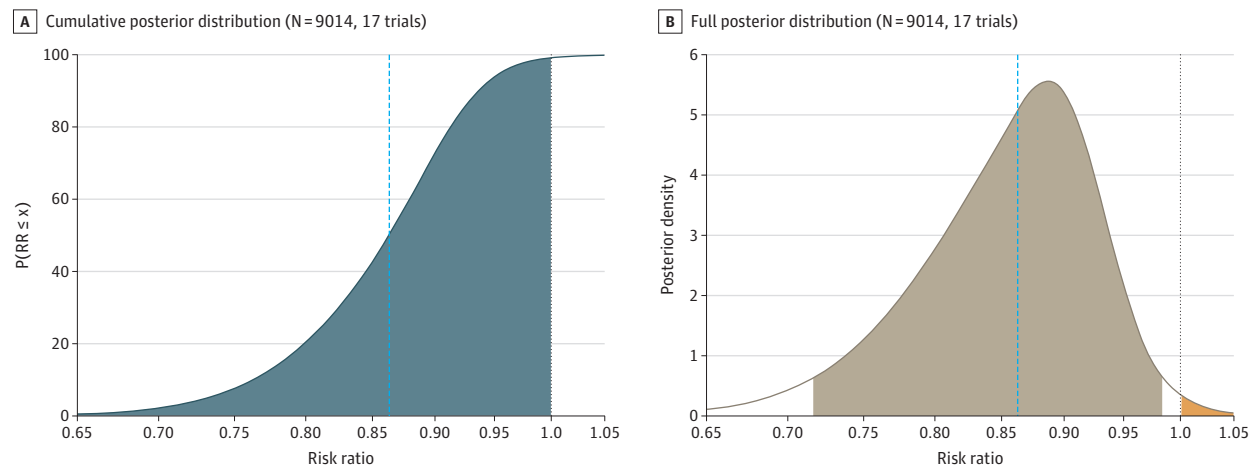 A Cumulative posterior distribution (N=9014, 17 trials)
100
80
60
40
20
0
P(RR ≤ x)
0.65 0.70 0.75 0.80 0.85 0.90 0.95 1.0 1.05
Risk ratio
B Full posterior distribution (N=9014, 17 trials)
6
5
4
3
2
1
0
Posterior density
0.65 0.70 0.75 0.80 0.85 0.90 0.95 1.0 1.05
Risk ratio